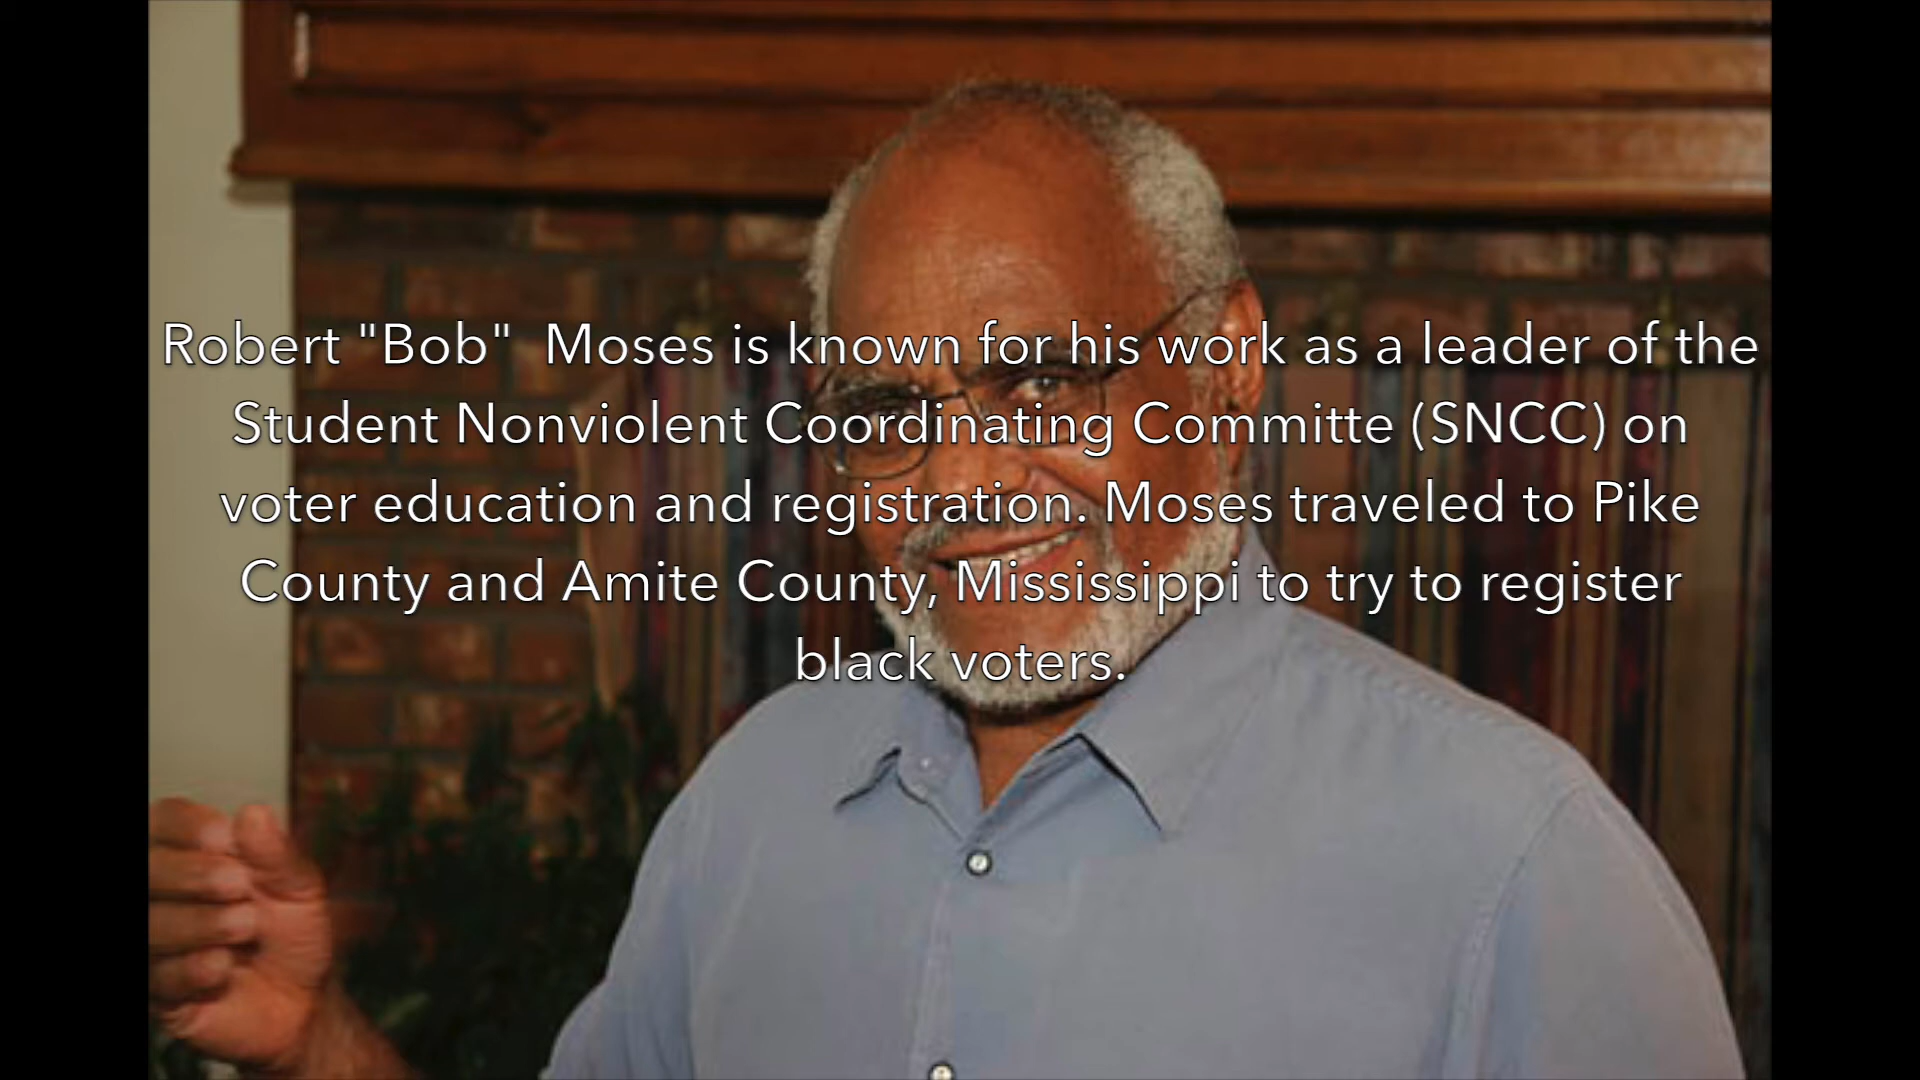 Robert "Bob"  Moses is known for his work as a leader of the
Student Nonviolent Coordinating Committe (SNCC) on
voter education and registration. Moses traveled to Pike
County and Amite County, Mississippi to try to register
black voters.